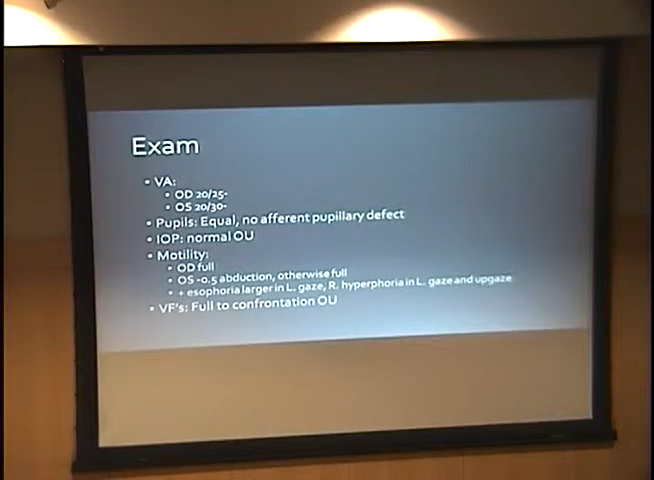 Exam
• VA:
• OD 20/25-
• OS 20/30-
• Pupils: Equal, no afferent pupillary defect
• IOP: normal OU
• Motility:
• OD full
• OS -0.5 abduction, otherwise full
• + esophoria larger in L. gaze, R. hyperphoria in L. gaze and upgaze
• VF's: Full to confrontation OU